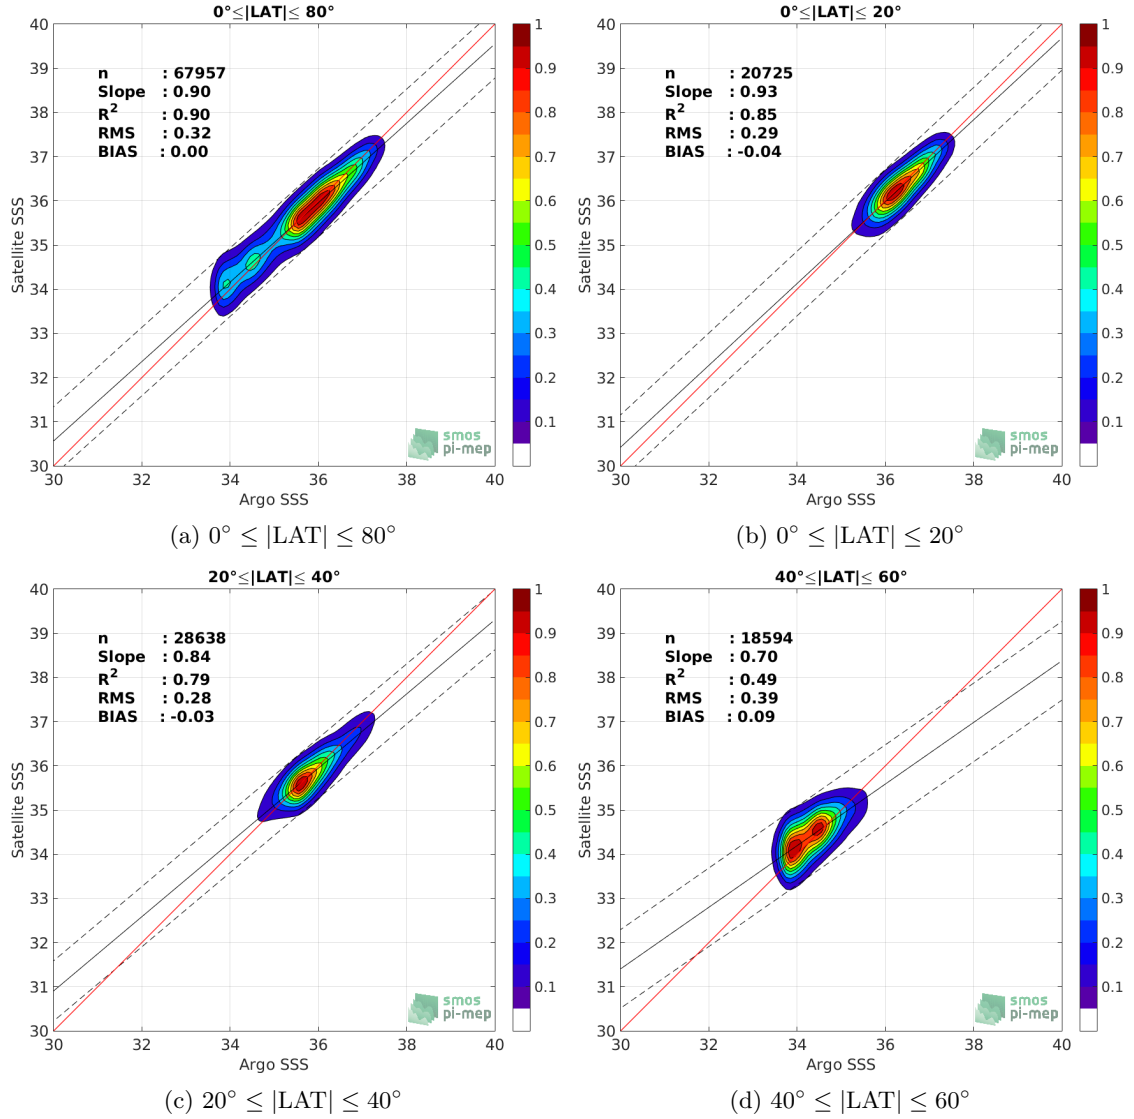 0°≤|LAT|≤ 80°
n : 67957
Slope : 0.90
R2 : 0.90
RMS : 0.32
BIAS : 0.00
40
39
38
37
36
35
34
33
32
31
30
Satellite SSS
30 32 34 36 38 40
Argo SSS
1
0.9
0.8
0.7
0.6
0.5
0.4
0.3
0.2
0.1
smos
pi-mep
(a) 0° ≤ |LAT| ≤ 80°
0°≤|LAT|≤ 20°
n : 20725
Slope : 0.93
R2 : 0.85
RMS : 0.29
BIAS : -0.04
40
39
38
37
36
35
34
33
32
31
30
Satellite SSS
30 32 34 36 38 40
Argo SSS
1
0.9
0.8
0.7
0.6
0.5
0.4
0.3
0.2
0.1
smos
pi-mep
(b) 0° ≤ |LAT| ≤ 20°
20°≤|LAT|≤ 40°
n : 28638
Slope : 0.84
R2 : 0.79
RMS : 0.28
BIAS : -0.03
40
39
38
37
36
35
34
33
32
31
30
Satellite SSS
30 32 34 36 38 40
Argo SSS
1
0.9
0.8
0.7
0.6
0.5
0.4
0.3
0.2
0.1
smos
pi-mep
(c) 20° ≤ |LAT| ≤ 40°
40°≤|LAT|≤ 60°
n : 18594
Slope : 0.70
R2 : 0.49
RMS : 0.39
BIAS : 0.09
40
39
38
37
36
35
34
33
32
31
30
Satellite SSS
30 32 34 36 38 40
Argo SSS
1
0.9
0.8
0.7
0.6
0.5
0.4
0.3
0.2
0.1
smos
pi-mep
(d) 40° ≤ |LAT| ≤ 60°